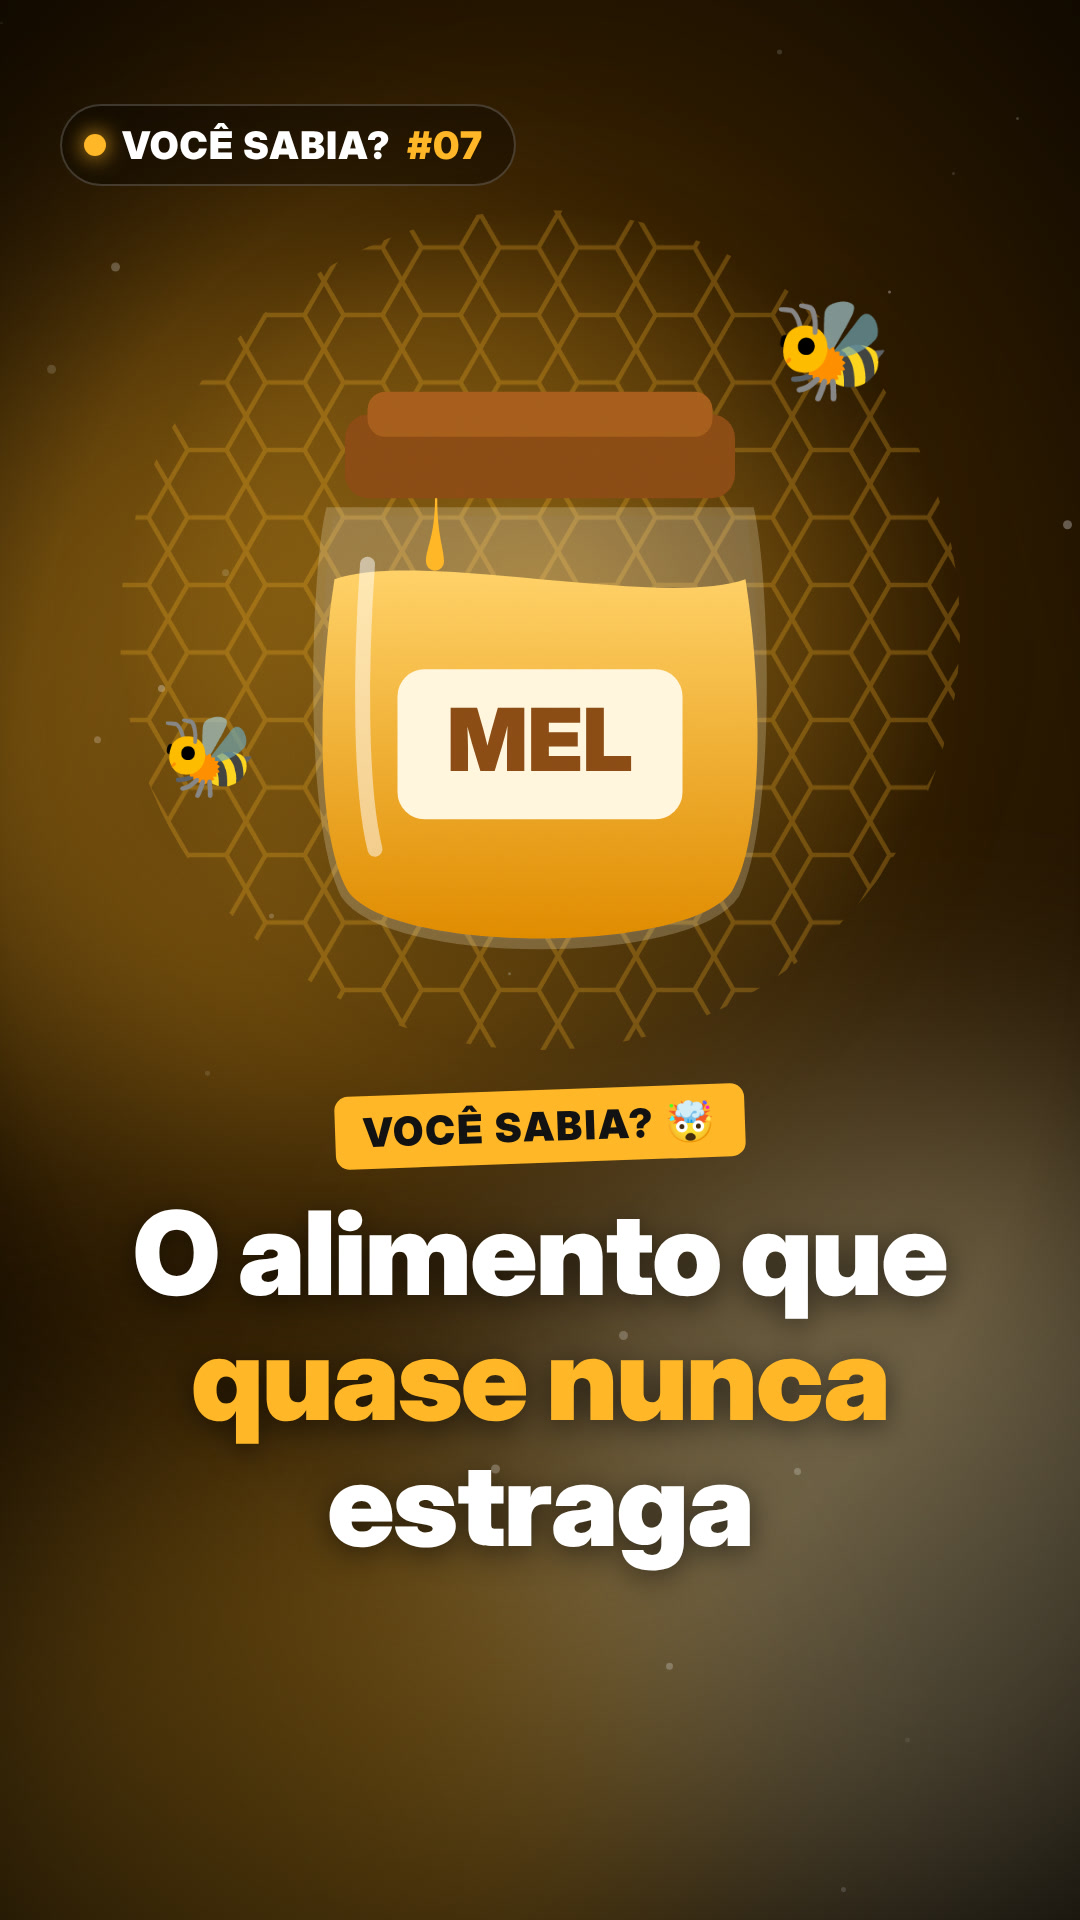 VOCÊ SABIA? #07
MEL
VOCÊ SABIA? 🤯
O alimento que
quase nunca
estraga